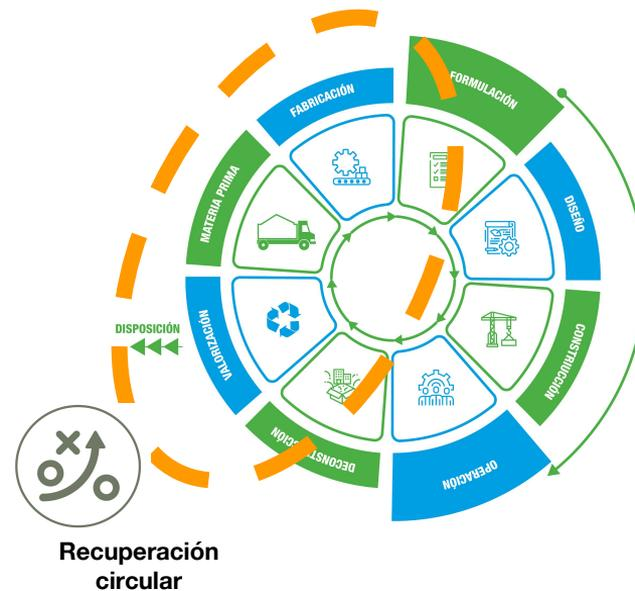 FORMULACIÓN
DISEÑO
CONSTRUCCIÓN
OPERACIÓN
DECONSTRUCCIÓN
VALORIZACIÓN
MATERIA PRIMA
FABRICACIÓN
DISPOSICIÓN
Recuperación
circular